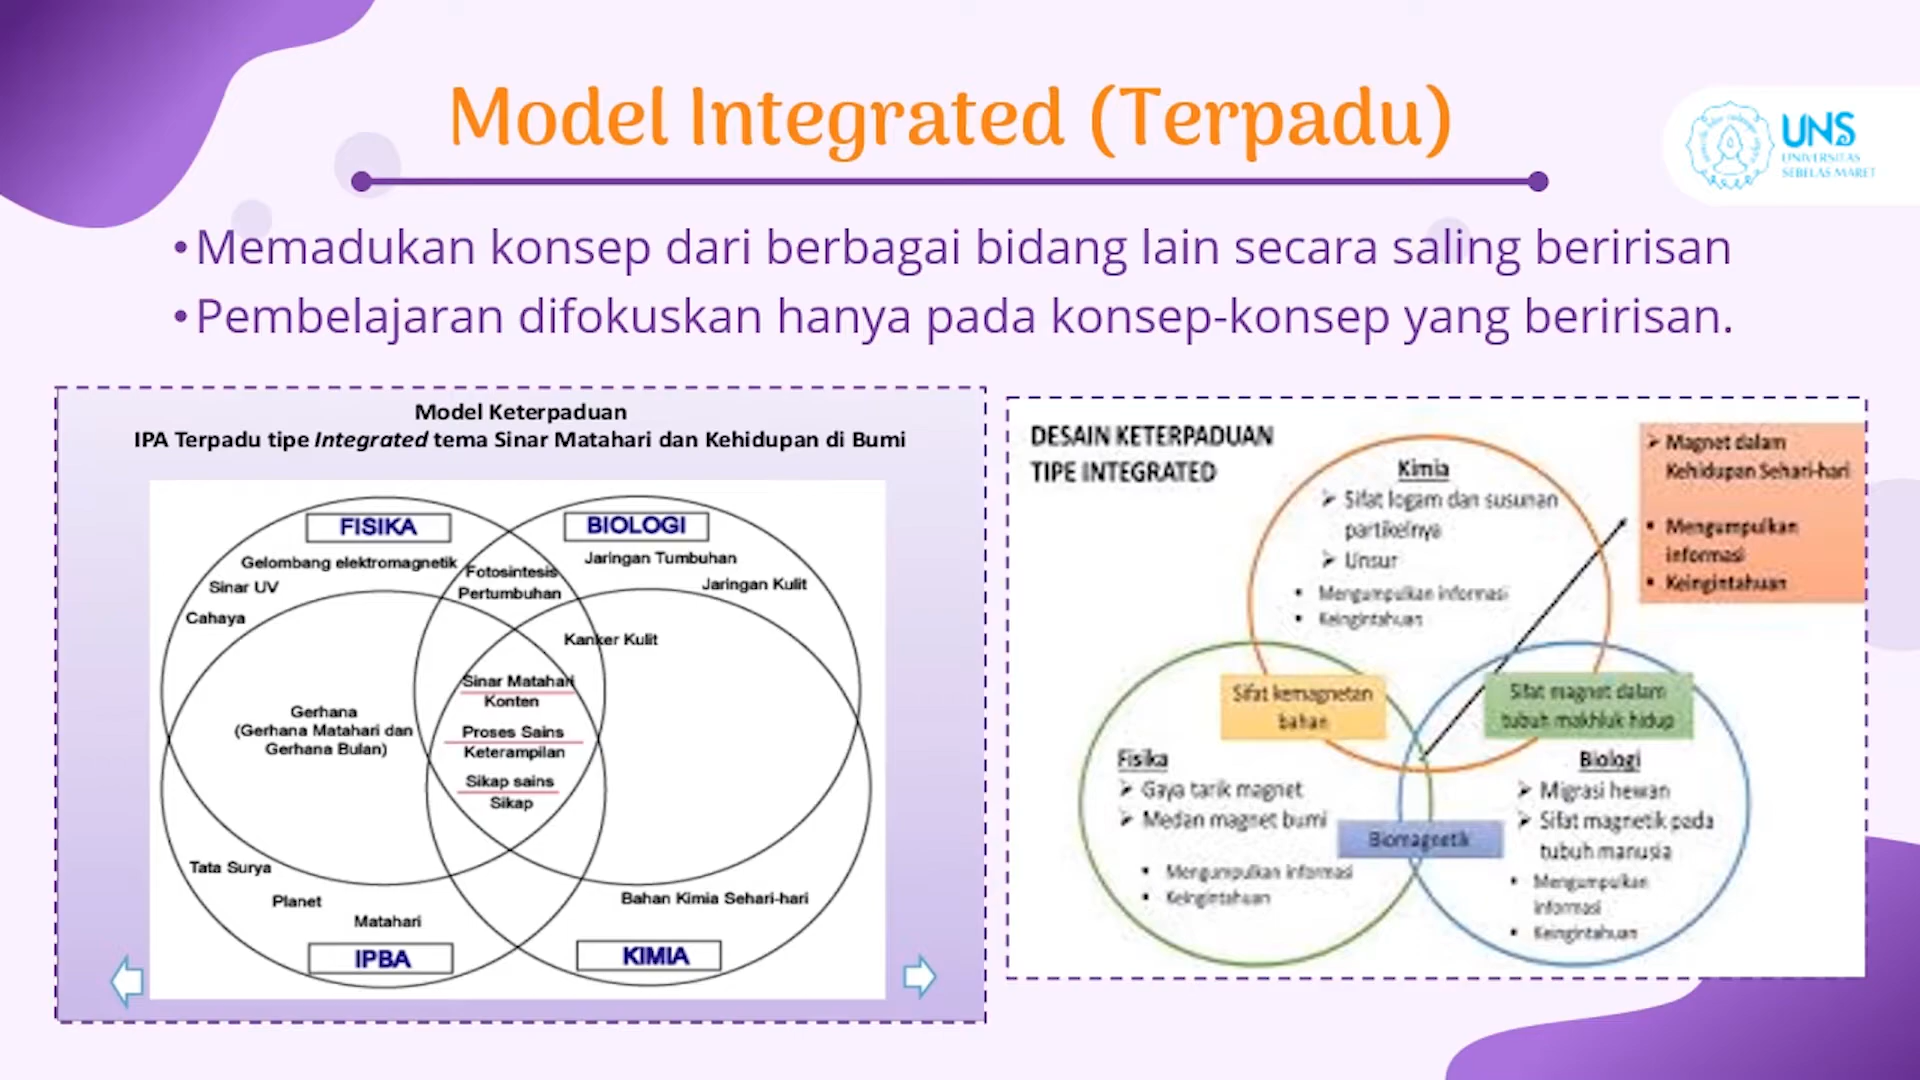 Model Integrated (Terpadu)
UNS
UNIVERSITAS
SEBELAS MARET
•Memadukan konsep dari berbagai bidang lain secara saling beririsan
•Pembelajaran difokuskan hanya pada konsep-konsep yang beririsan.
Model Keterpaduan
IPA Terpadu tipe Integrated tema Sinar Matahari dan Kehidupan di Bumi
FISIKA
BIOLOGI
Gelombang elektromagnetik
Sinar UV
Cahaya
Fotosintesis
Pertumbuhan
Jaringan Tumbuhan
Jaringan Kulit
Kanker Kulit
Sinar Matahari
Konten
Proses Sains
Keterampilan
Sikap sains
Sikap
Gerhana
(Gerhana Matahari dan
Gerhana Bulan)
Tata Surya
Planet
Matahari
Bahan Kimia Sehari-hari
IPBA
KIMIA
DESAIN KETERPADUAN
TIPE INTEGRATED
Kimia
➢ Sifat logam dan susunan
partikelnya
➢ Unsur
• Mengumpulkan informasi
• Keingintahuan
➢ Magnet dalam
Kehidupan Sehari-hari
• Mengumpulkan
informasi
• Keingintahuan
Sifat kemagnetan
bahan
Sifat magnet dalam
tubuh makhluk hidup
Fisika
➢ Gaya tarik magnet
➢ Medan magnet bumi
• Mengumpulkan informasi
• Keingintahuan
Biomagnetik
Biologi
➢ Migrasi hewan
➢ Sifat magnetik pada
tubuh manusia
• Mengumpulkan
informasi
• Keingintahuan